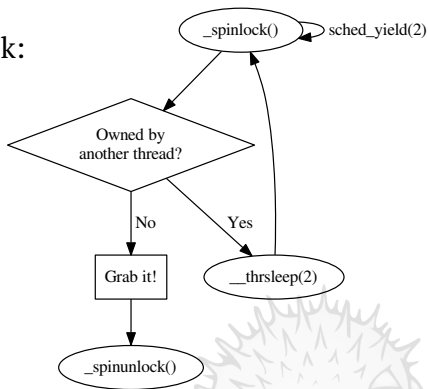 _spinlock()
sched_yield(2)
k:
Owned by
another thread?
No
Yes
Grab it!
__thrsleep(2)
_spinunlock()